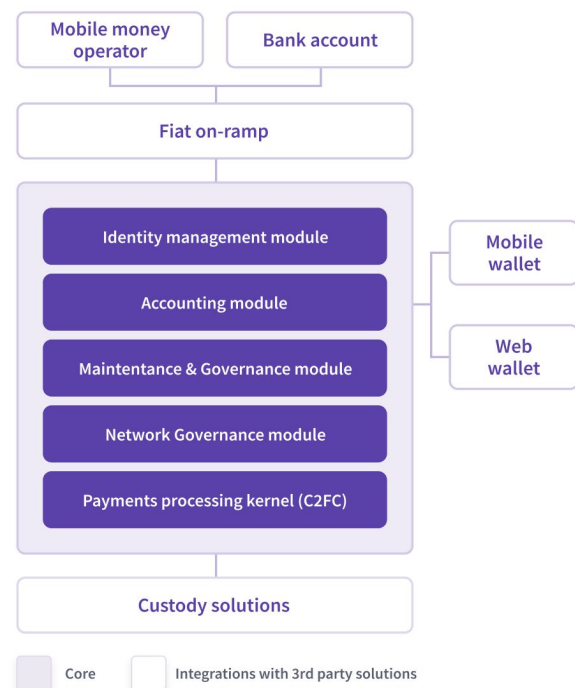 Mobile money
operator
Bank account
Fiat on-ramp
Identity management module
Accounting module
Maintentance & Governance module
Network Governance module
Payments processing kernel (C2FC)
Mobile
wallet
Web
wallet
Custody solutions
Core
Integrations with 3rd party solutions